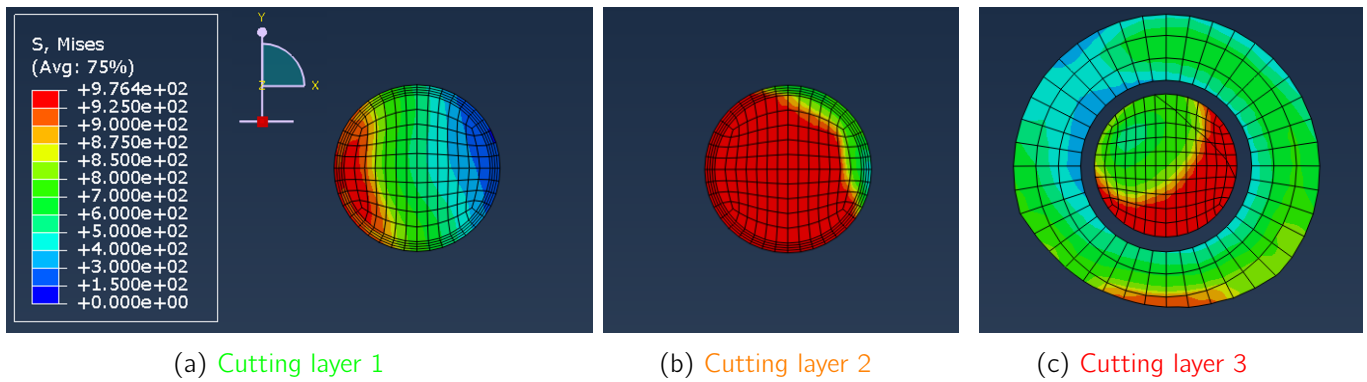 S, Mises
(Avg: 75%)
+9.764e+02
+9.250e+02
+9.000e+02
+8.750e+02
+8.500e+02
+8.000e+02
+7.000e+02
+6.000e+02
+5.000e+02
+4.000e+02
+3.000e+02
+1.500e+02
+0.000e+00
Y
Z
X
(a) Cutting layer 1
(b) Cutting layer 2
(c) Cutting layer 3